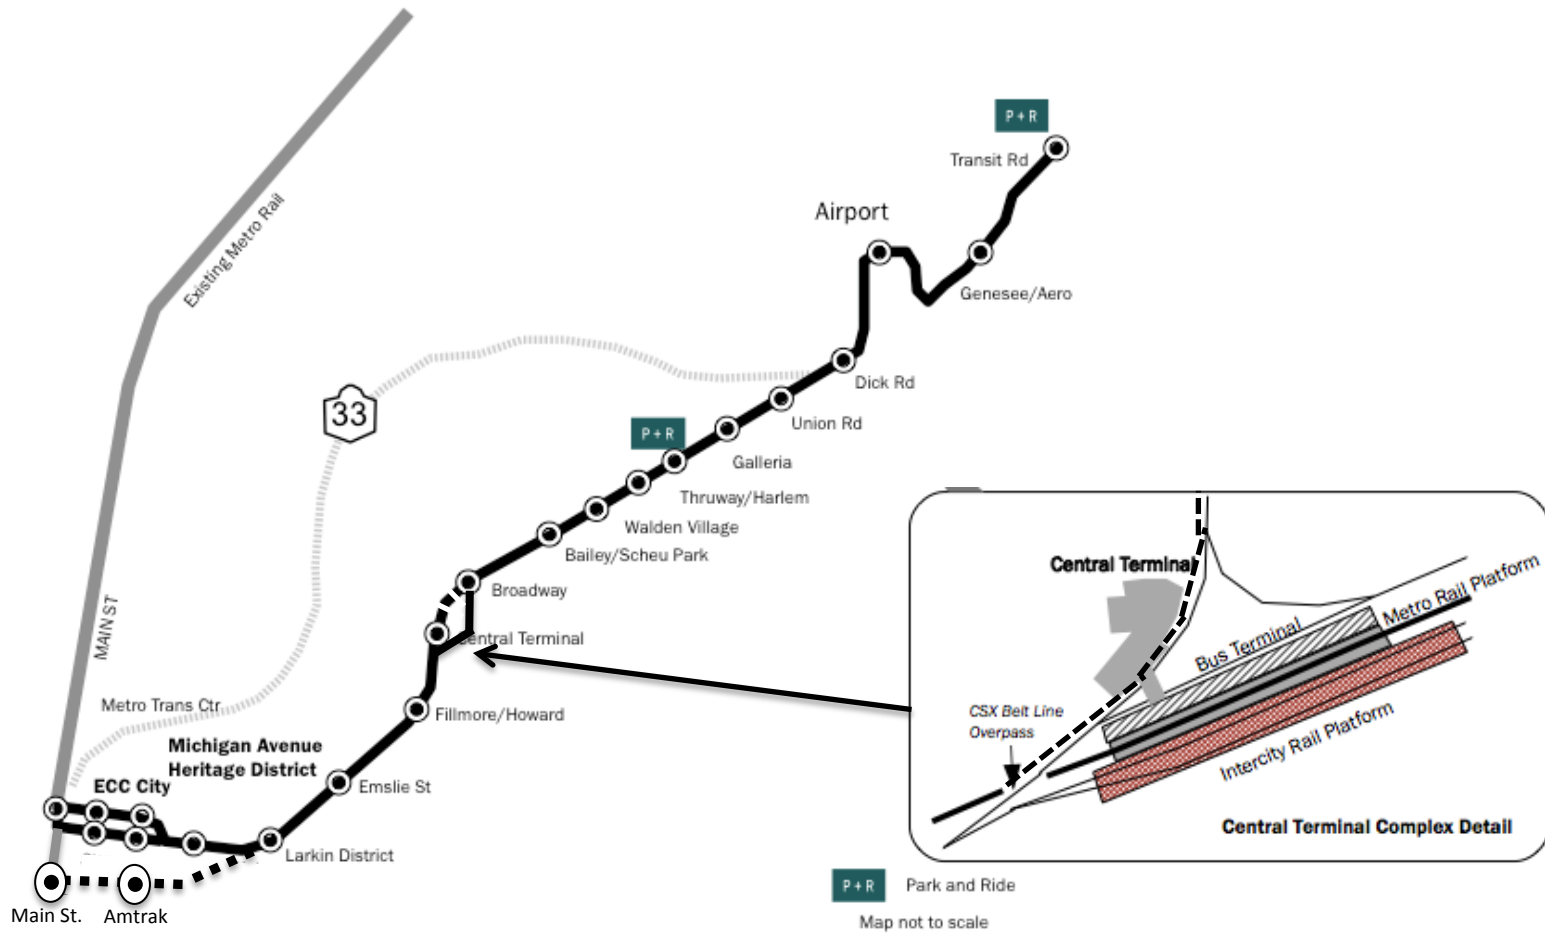 P + R
Transit Rd
Airport
Existing Metro Rail
Genesee/Aero
Dick Rd
33
Union Rd
P + R
Galleria
Thruway/Harlem
Walden Village
Bailey/Scheu Park
Broadway
Central Terminal
MAIN ST
Metro Trans Ctr
Fillmore/Howard
Michigan Avenue
Heritage District
ECC City
Emslie St
Larkin District
Main St.
Amtrak
Central Terminal
Metro Rail Platform
Bus Terminal
CSX Belt Line
Overpass
Intercity Rail Platform
Central Terminal Complex Detail
P + R
Park and Ride
Map not to scale